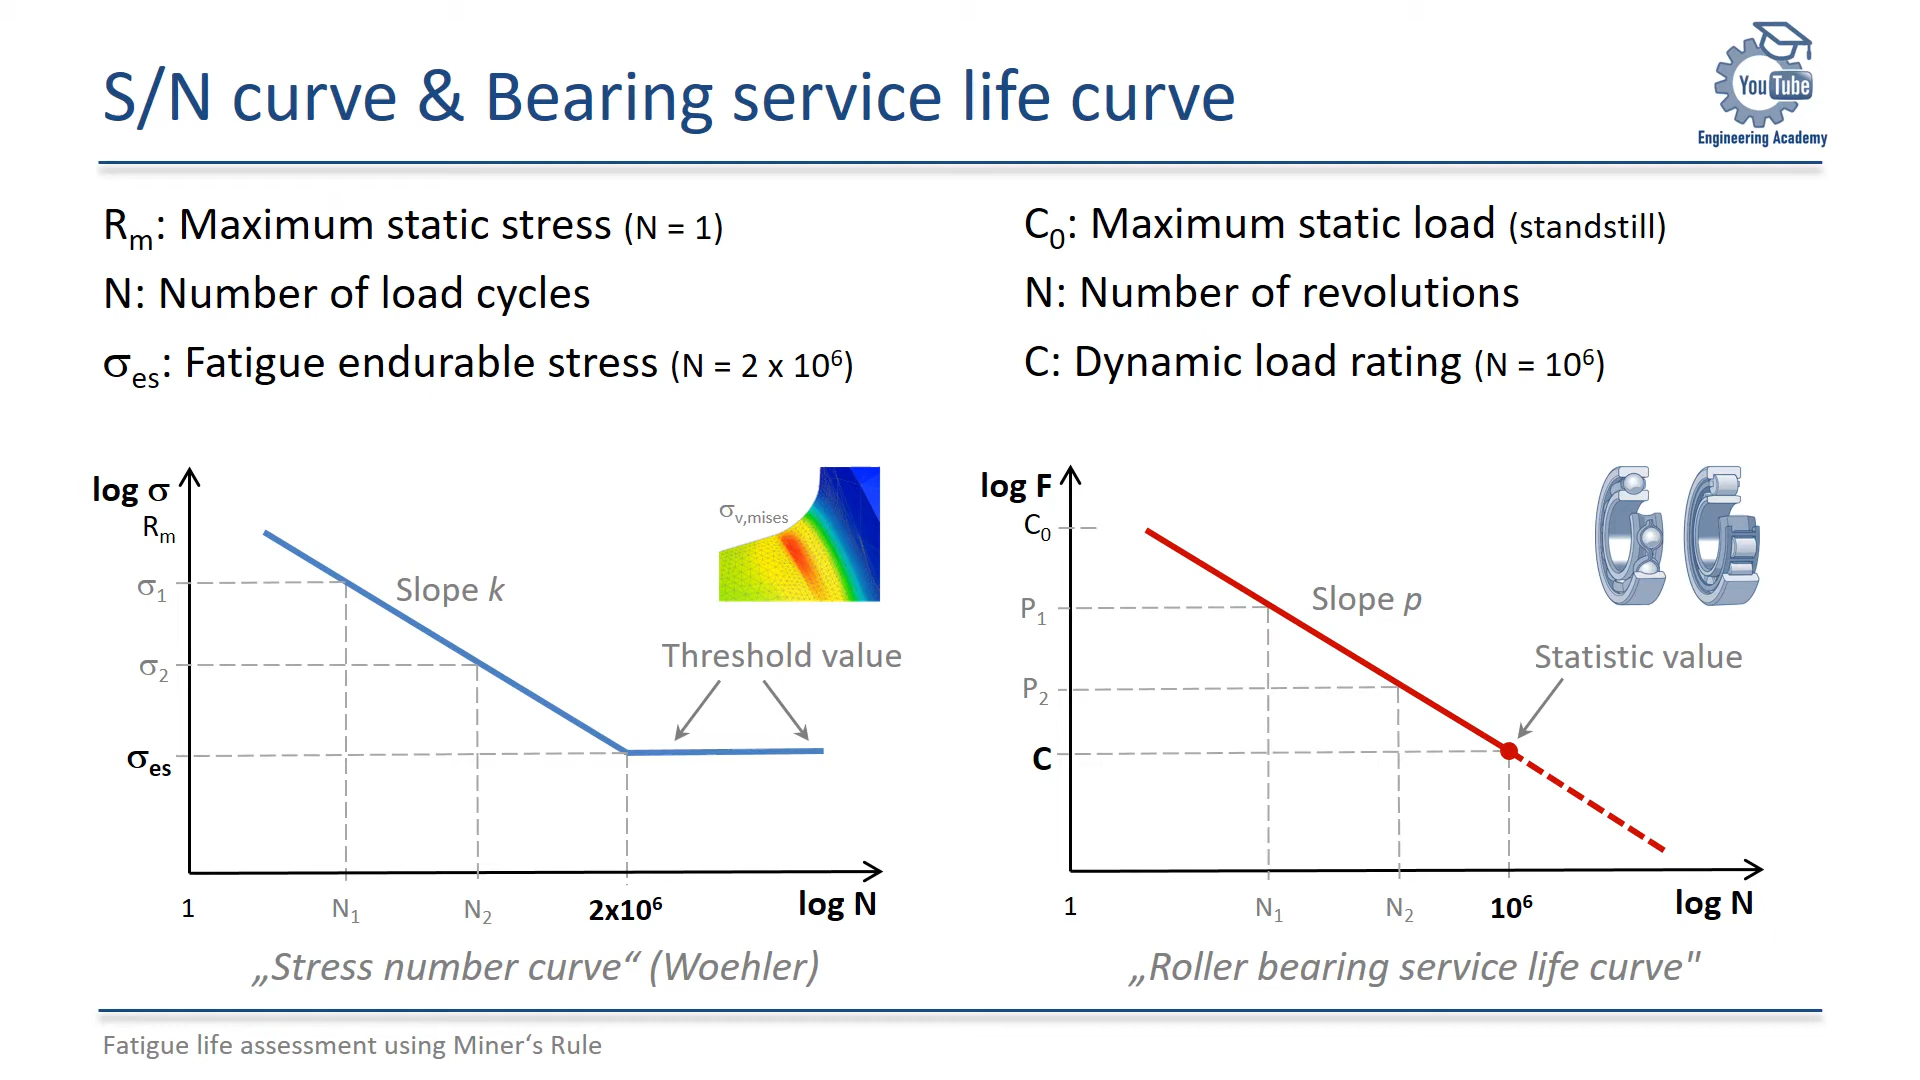 S/N curve & Bearing service life curve
You Tube
Engineering Academy
Rm: Maximum static stress (N = 1)
N: Number of load cycles
σes: Fatigue endurable stress (N = 2 x 10⁶)
C0: Maximum static load (standstill)
N: Number of revolutions
C: Dynamic load rating (N = 10⁶)
log σ
Rm
σ1
σ2
σes
Slope k
σv,mises
Threshold value
1
N1
N2
2x10⁶
log N
„Stress number curve“ (Woehler)
log F
C0
P1
P2
C
Slope p
Statistic value
1
N1
N2
10⁶
log N
„Roller bearing service life curve"
Fatigue life assessment using Miner‘s Rule